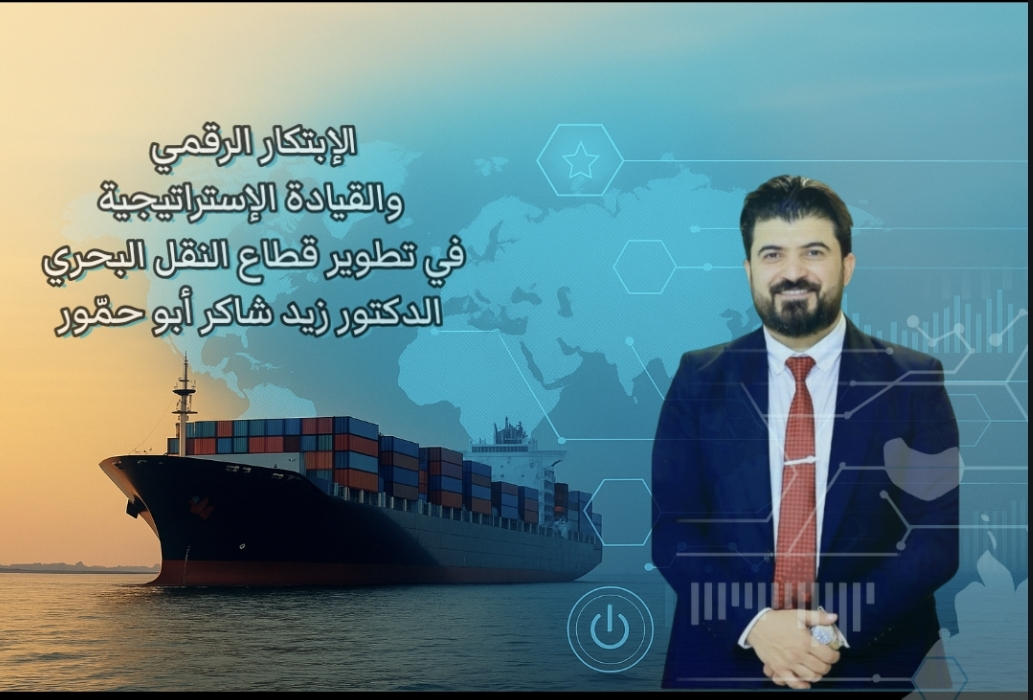 الإبتكار الرقمي
والقيادة الإستراتيجية
في تطوير قطاع النقل البحري
الدكتور زيد شاكر أبو حمّور